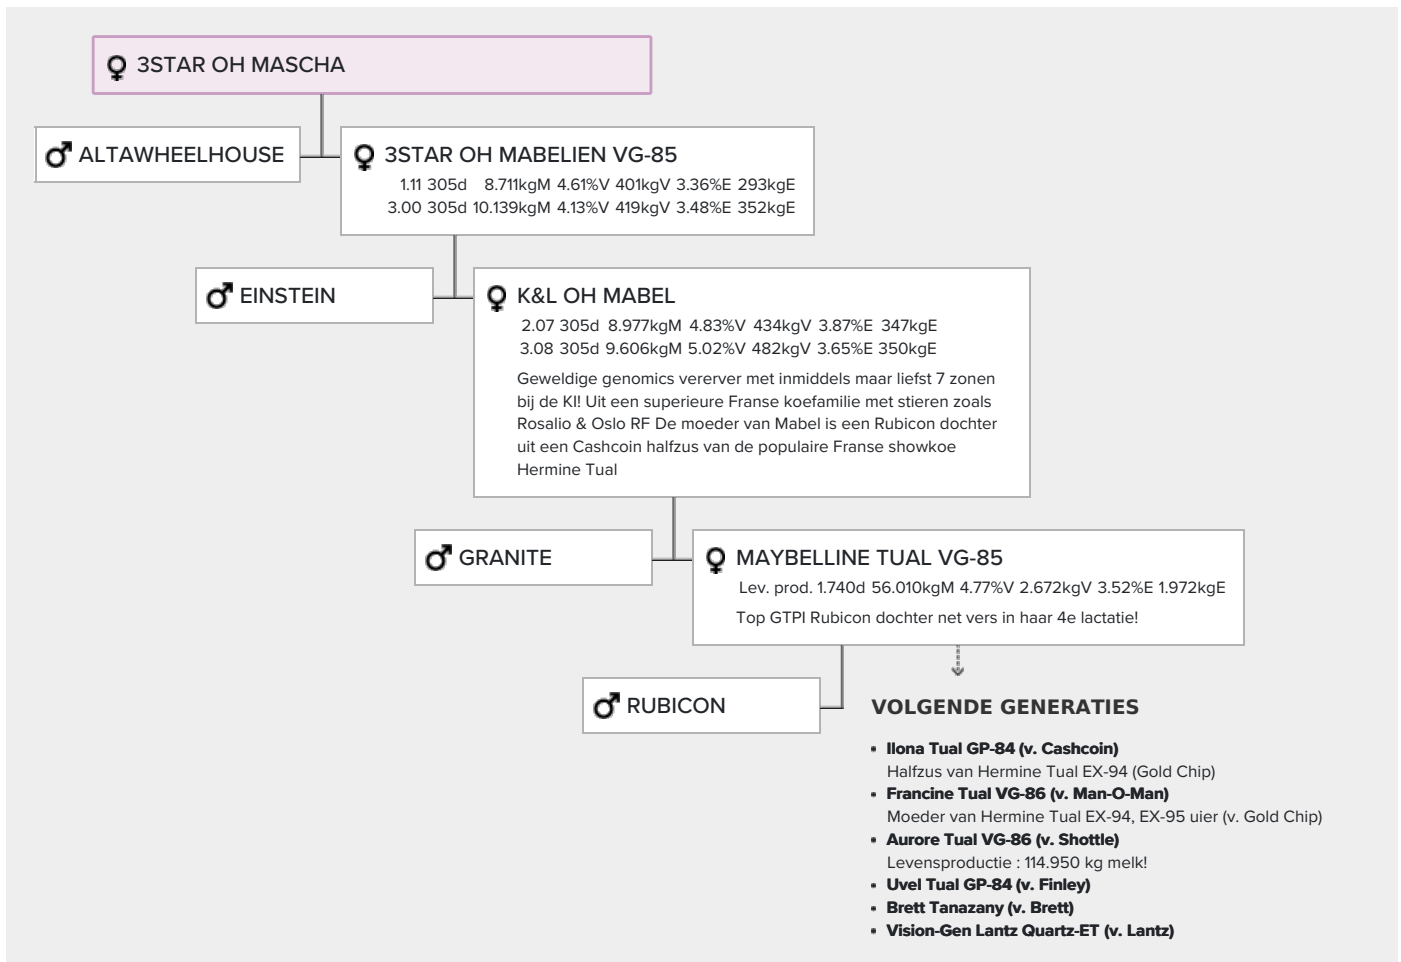 3STAR OH MASCHA
ALTAWHEELHOUSE
3STAR OH MABELIEN VG-85
1.11 305d 8.711kgM 4.61%V 401kgV 3.36%E 293kgE
3.00 305d 10.139kgM 4.13%V 419kgV 3.48%E 352kgE
EINSTEIN
K&L OH MABEL
2.07 305d 8.977kgM 4.83%V 434kgV 3.87%E 347kgE
3.08 305d 9.606kgM 5.02%V 482kgV 3.65%E 350kgE
Geweldige genomics vererver met inmiddels maar liefst 7 zonen
bij de KI! Uit een superieure Franse koefamilie met stieren zoals
Rosalio & Oslo RF De moeder van Mabel is een Rubicon dochter
uit een Cashcoin halfzus van de populaire Franse showkoe
Hermine Tual
GRANITE
MAYBELLINE TUAL VG-85
Lev. prod. 1.740d 56.010kgM 4.77%V 2.672kgV 3.52%E 1.972kgE
Top GTPI Rubicon dochter net vers in haar 4e lactatie!
RUBICON
VOLGENDE GENERATIES
Ilona Tual GP-84 (v. Cashcoin)
Halfzus van Hermine Tual EX-94 (Gold Chip)
Francine Tual VG-86 (v. Man-O-Man)
Moeder van Hermine Tual EX-94, EX-95 uier (v. Gold Chip)
Aurore Tual VG-86 (v. Shottle)
Levensproductie : 114.950 kg melk!
Uvel Tual GP-84 (v. Finley)
Brett Tanazany (v. Brett)
Vision-Gen Lantz Quartz-ET (v. Lantz)